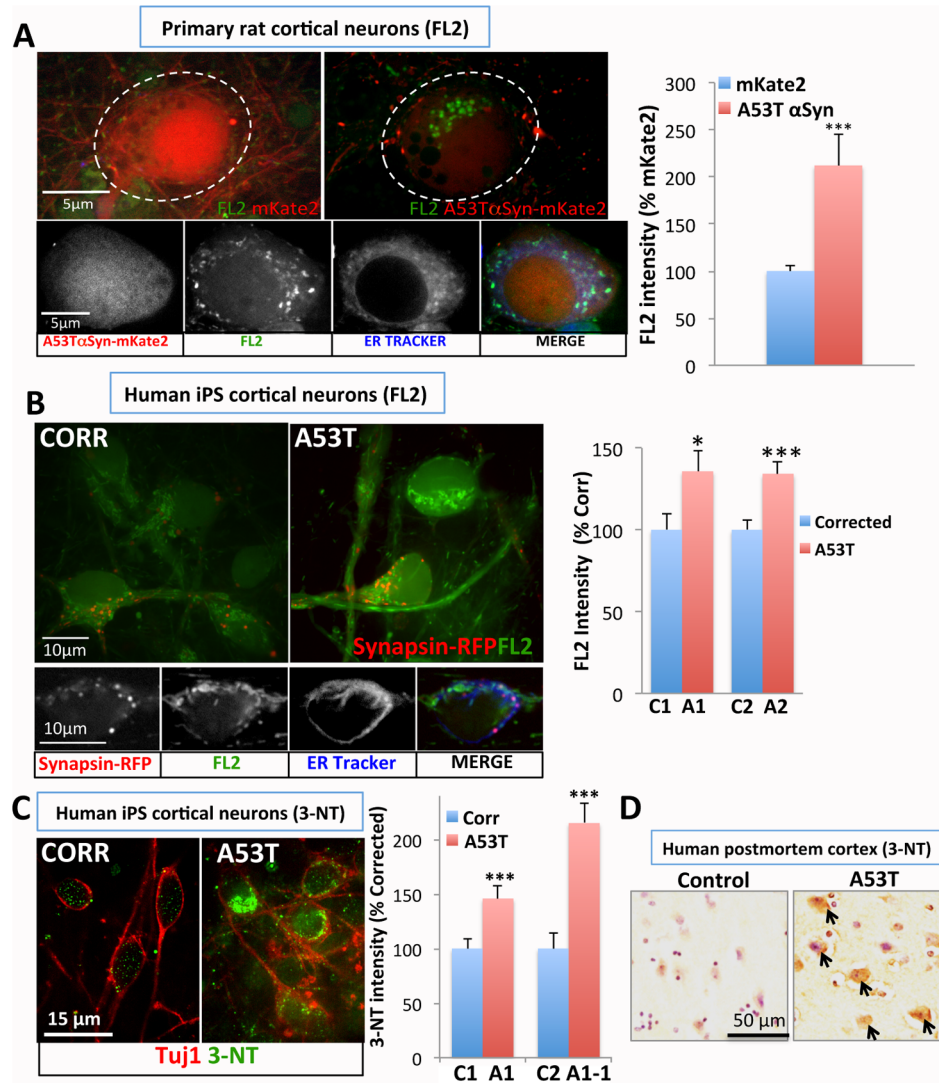 A
Primary rat cortical neurons (FL2)
5μm
FL2 mKate2
FL2 A53TαSyn-mKate2
5μm
A53TαSyn-mKate2
FL2
ER TRACKER
MERGE
FL2 intensity (% mKate2)
300
250
200
150
100
50
0
mKate2
A53T αSyn
***
B
Human iPS cortical neurons (FL2)
CORR
A53T
10μm
Synapsin-RFP FL2
10μm
Synapsin-RFP
FL2
ER Tracker
MERGE
FL2 Intensity (% Corr)
150
100
50
0
*
***
C1 A1 C2 A2
Corrected
A53T
C
Human iPS cortical neurons (3-NT)
CORR
A53T
15 μm
Tuj1 3-NT
3-NT intensity (% Corrected)
200
150
100
50
0
Corr
A53T
***
***
C1 A1 C2 A1-1
D
Human postmortem cortex (3-NT)
Control
A53T
50 μm